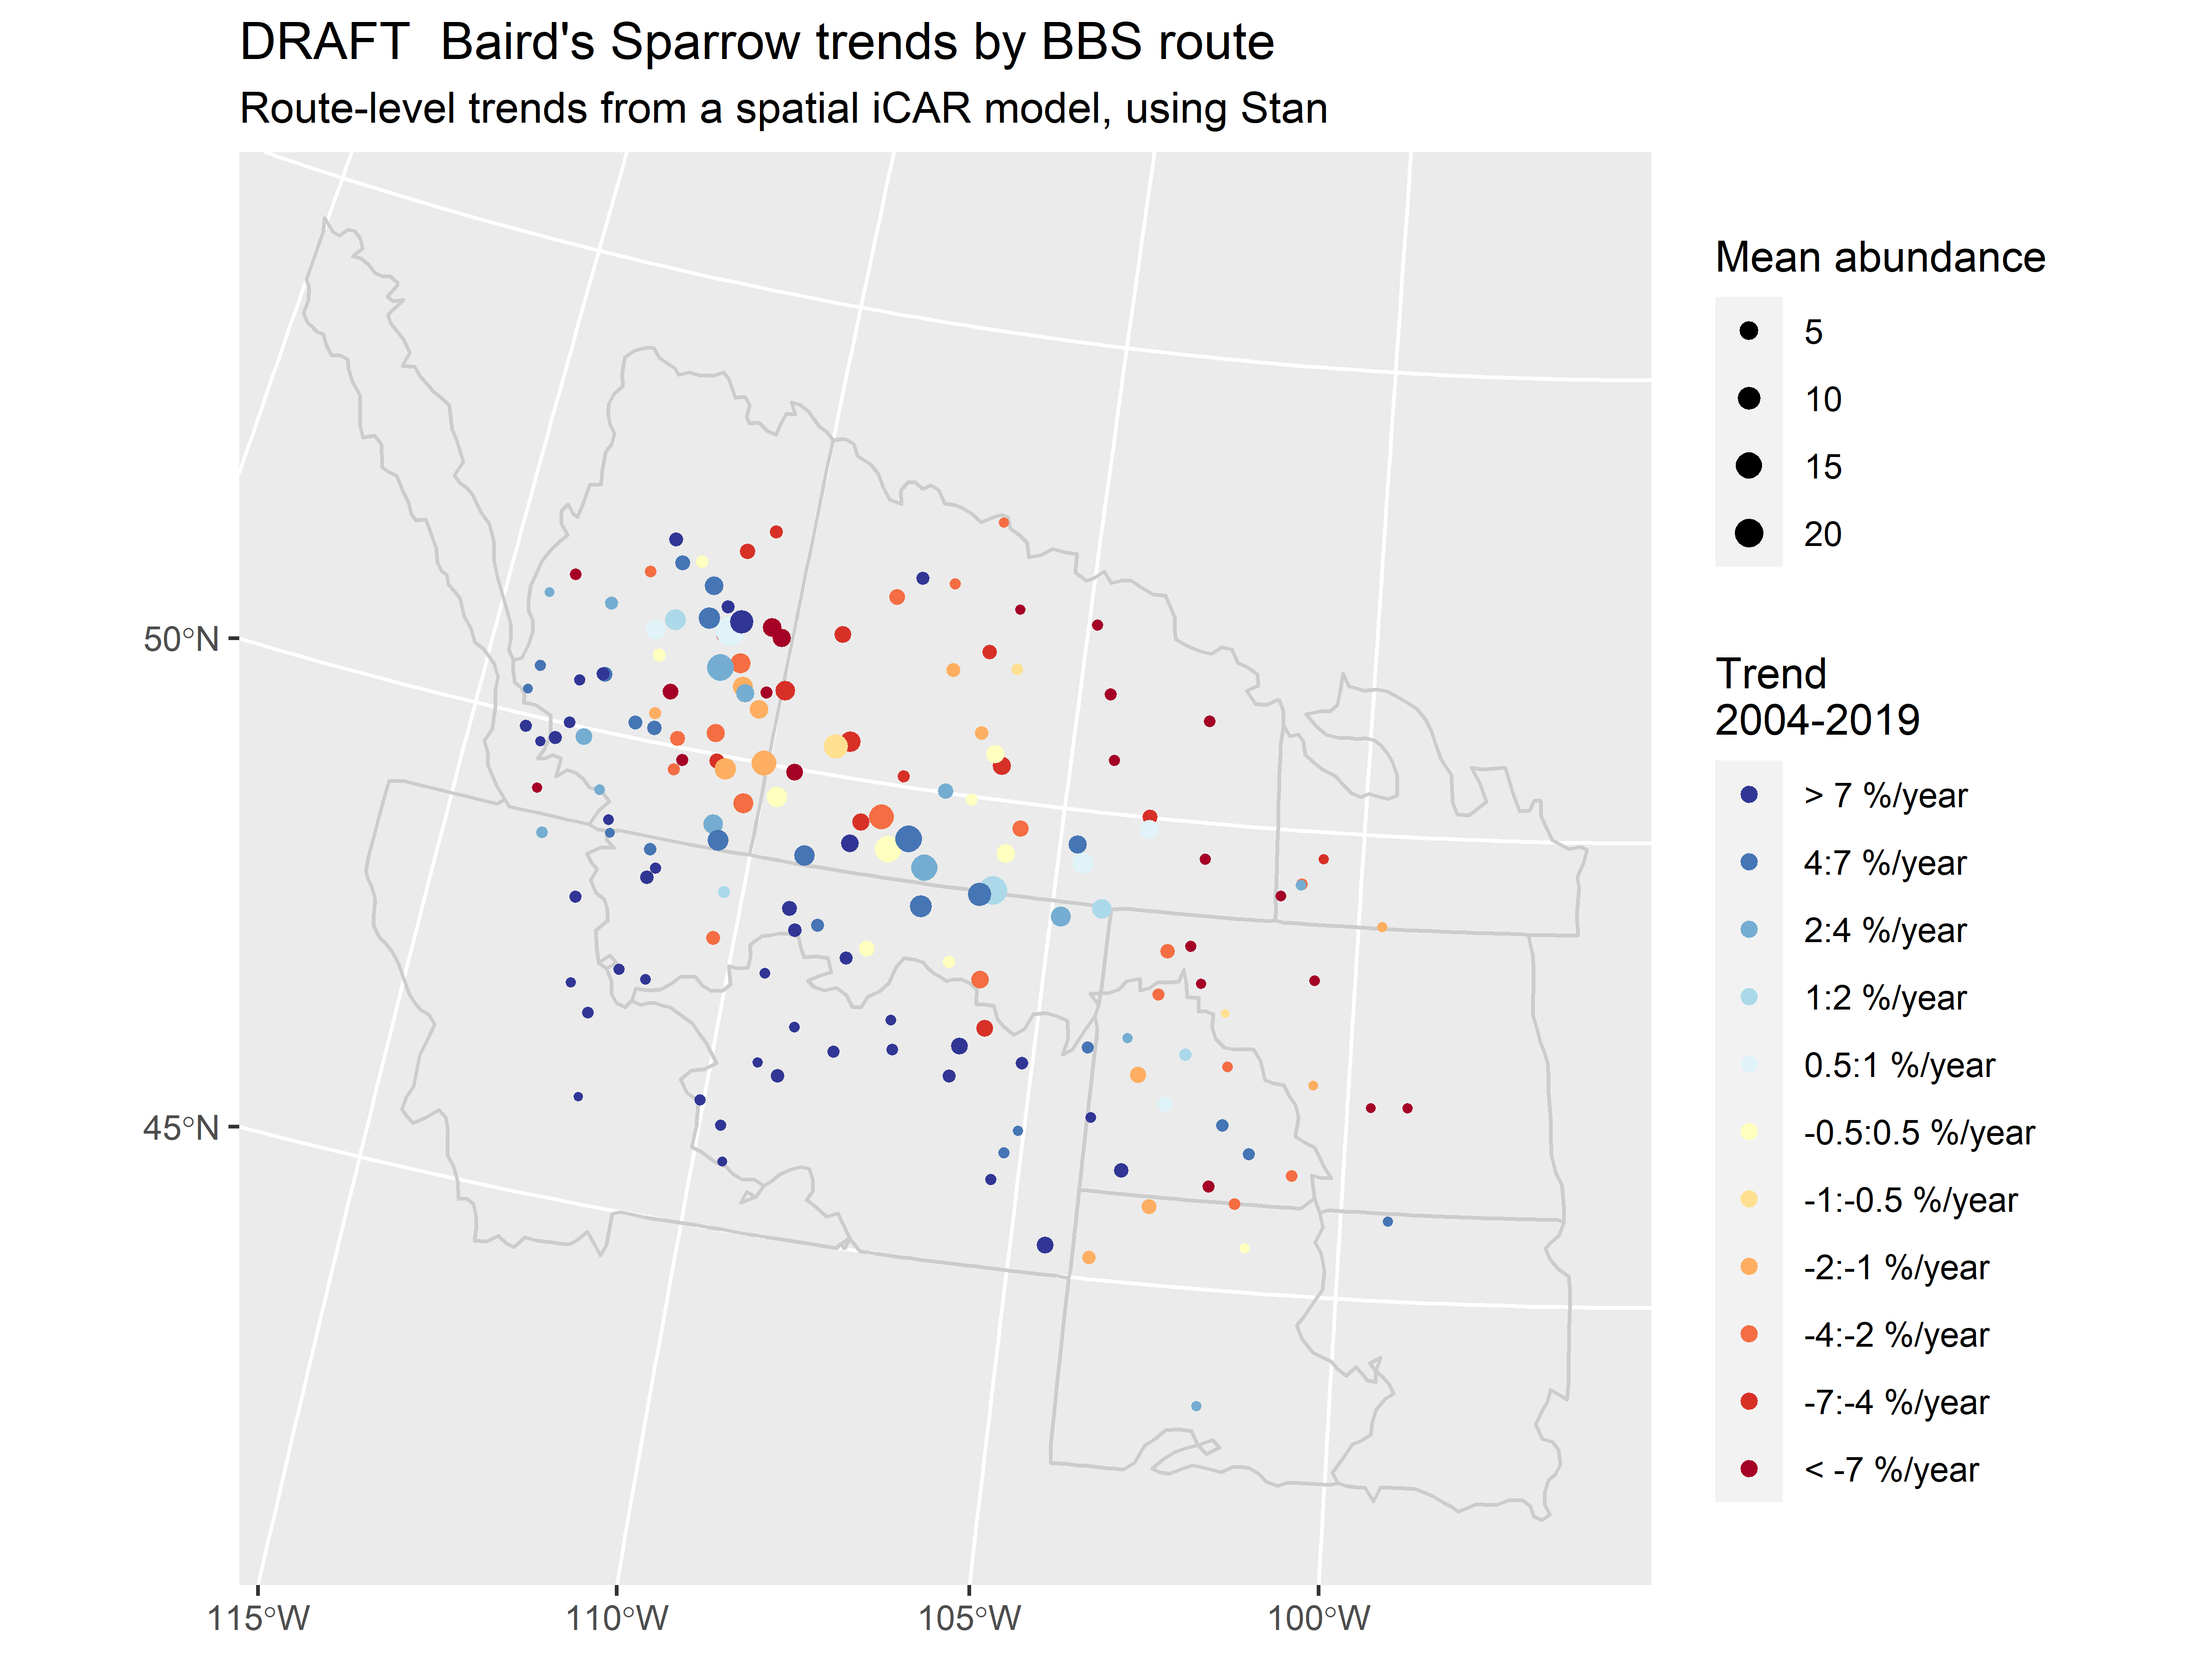 DRAFT  Baird's Sparrow trends by BBS route
Route-level trends from a spatial iCAR model, using Stan
50°N
45°N
115°W
110°W
105°W
100°W
Mean abundance
5
10
15
20
Trend
2004-2019
> 7 %/year
4:7 %/year
2:4 %/year
1:2 %/year
0.5:1 %/year
-0.5:0.5 %/year
-1:-0.5 %/year
-2:-1 %/year
-4:-2 %/year
-7:-4 %/year
< -7 %/year